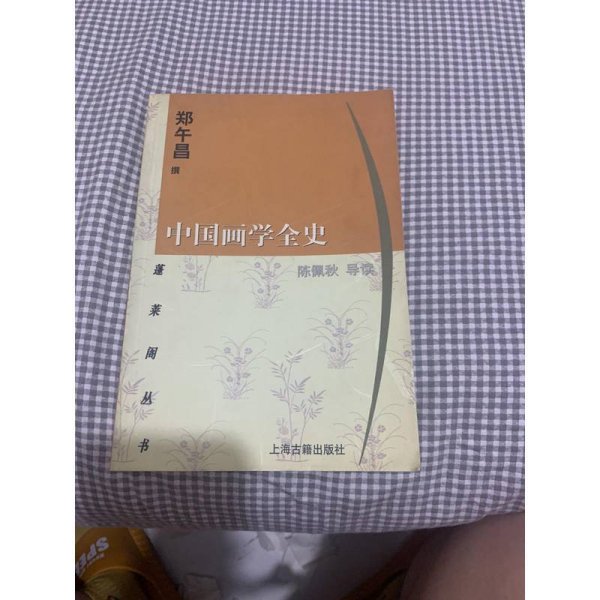 郑午昌
撰
中国画学全史
陈佩秋 导读
蓬莱阁丛书
上海古籍出版社
SPE